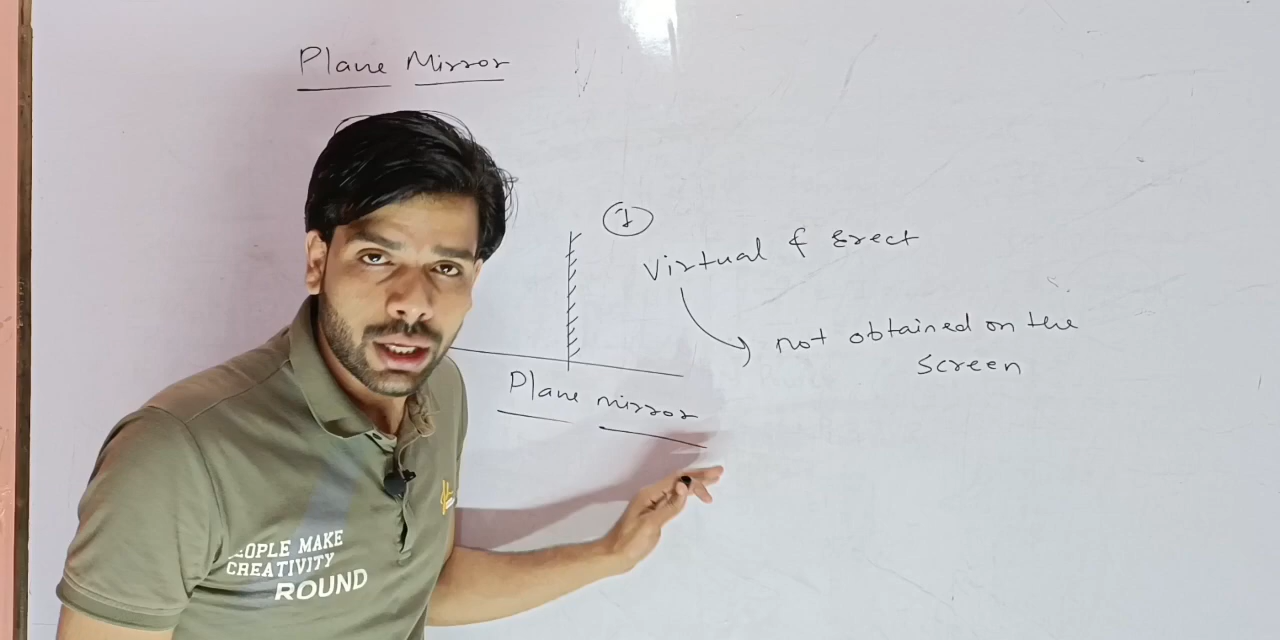 Plane Mirror
1
Virtual & Erect
not obtained on the
screen
Plane mirror
PEOPLE MAKE
CREATIVITY
ROUND